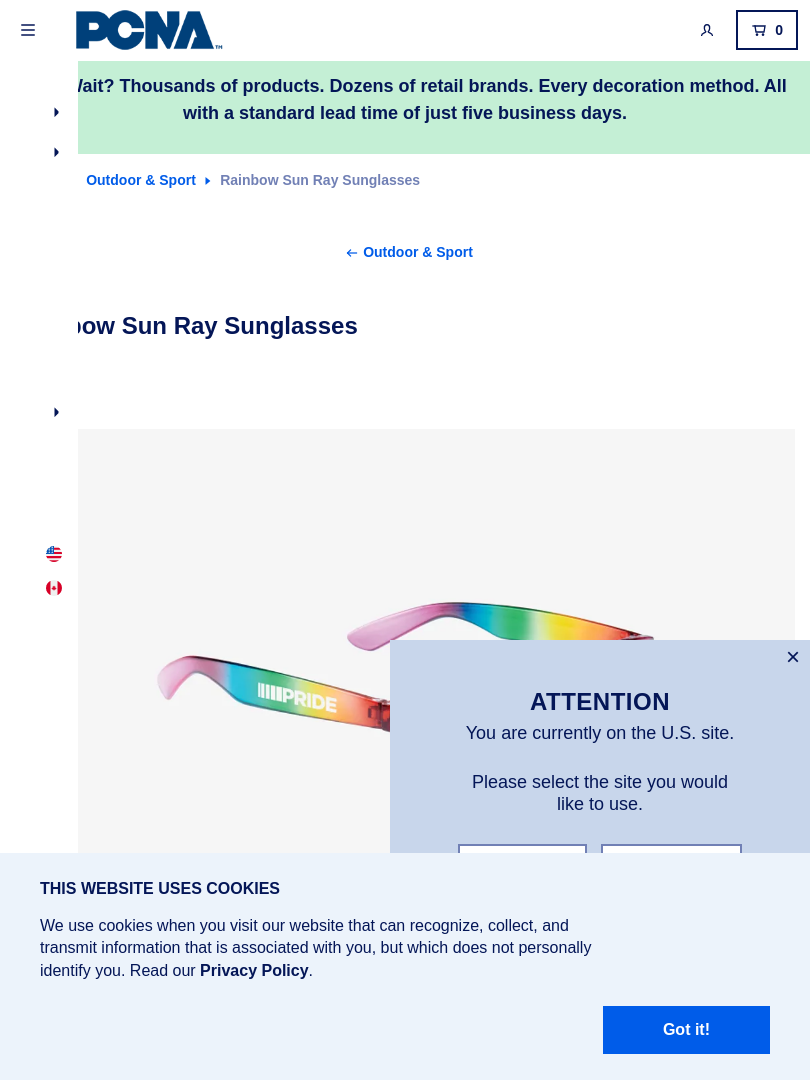 PCNA™
0
Wait? Thousands of products. Dozens of retail brands. Every decoration method. All
with a standard lead time of just five business days.
Outdoor & Sport
Rainbow Sun Ray Sunglasses
Outdoor & Sport
bow Sun Ray Sunglasses
PRIDE
ATTENTION
You are currently on the U.S. site.
Please select the site you would
like to use.
THIS WEBSITE USES COOKIES
We use cookies when you visit our website that can recognize, collect, and
transmit information that is associated with you, but which does not personally
identify you. Read our Privacy Policy.
Got it!